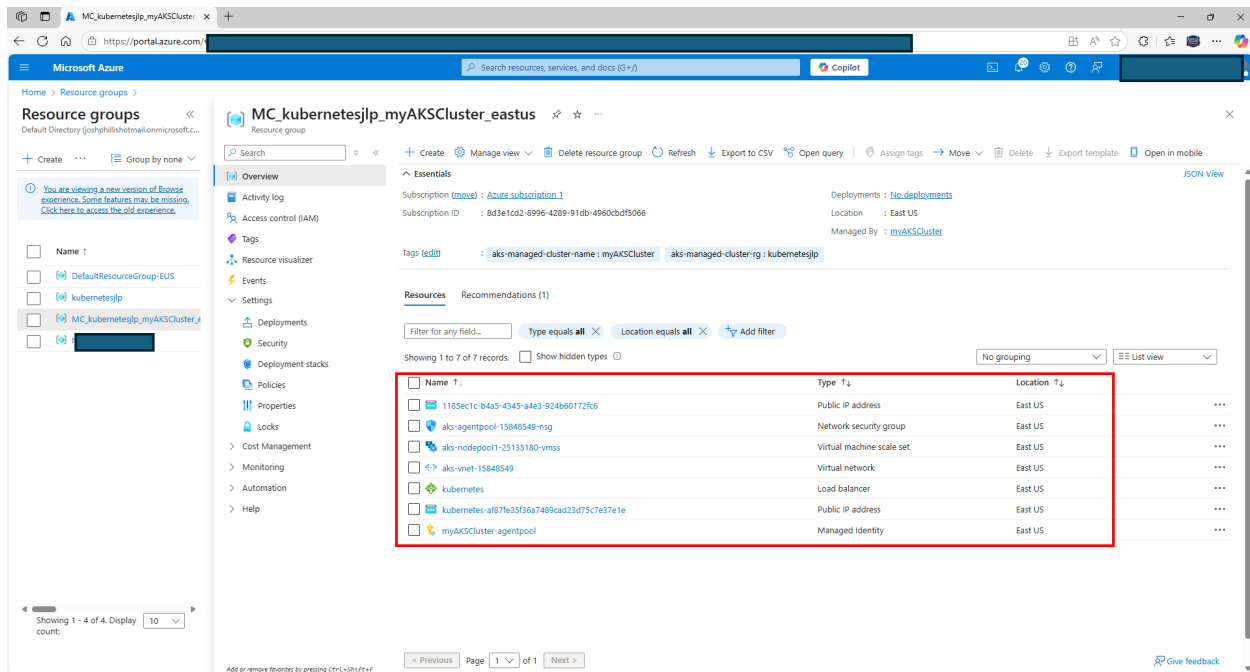 MC_kubernetesjlp_myAKSCluster_
https://portal.azure.com/
Microsoft Azure
Search resources, services, and docs (G+/)
Copilot
20
Home > Resource groups >
Resource groups
Default Directory (joshphillishotmail.onmicrosoft.c...
+ Create ... Group by none
You are viewing a new version of Browse
experience. Some features may be missing.
Click here to access the old experience.
Name ↑
DefaultResourceGroup-EUS
kubernetesjlp
MC_kubernetesjlp_myAKSCluster_e
Showing 1 - 4 of 4. Display 10
count:
MC_kubernetesjlp_myAKSCluster_eastus
Resource group
Search
Overview
Activity log
Access control (IAM)
Tags
Resource visualizer
Events
Settings
Deployments
Security
Deployment stacks
Policies
Properties
Locks
Cost Management
Monitoring
Automation
Help
Add or remove favorites by pressing Ctrl+Shift+F
+ Create Manage view Delete resource group Refresh Export to CSV Open query Assign tags Move Delete Export template Open in mobile
Essentials JSON View
Subscription (move) : Azure subscription 1 Deployments : No deployments
Subscription ID : 8d3e1cd2-8996-4289-91db-4960cbdf5066 Location : East US
Managed By : myAKSCluster
Tags (edit) : aks-managed-cluster-name : myAKSCluster aks-managed-cluster-rg : kubernetesjlp
Resources Recommendations (1)
Filter for any field... Type equals all Location equals all Add filter
Showing 1 to 7 of 7 records. Show hidden types No grouping List view
Name ↑ Type ↑↓ Location ↑↓
1185ec1c-b4a5-4345-a4e3-924b60172fc6 Public IP address East US ...
aks-agentpool-15848549-nsg Network security group East US ...
aks-nodepool1-25135180-vmss Virtual machine scale set East US ...
aks-vnet-15848549 Virtual network East US ...
kubernetes Load balancer East US ...
kubernetes-af87fe35f36a7489cad23d75c7e37e1e Public IP address East US ...
myAKSCluster-agentpool Managed Identity East US ...
< Previous Page 1 of 1 Next >
Give feedback